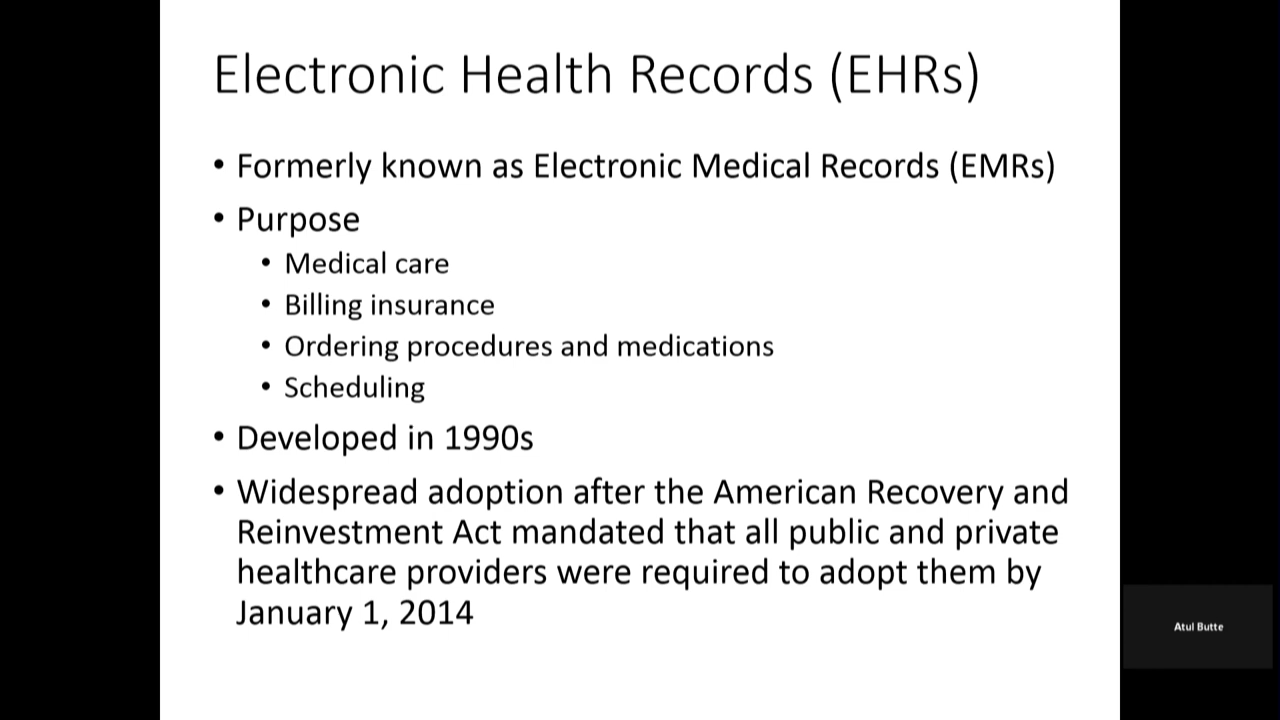 Electronic Health Records (EHRs)
• Formerly known as Electronic Medical Records (EMRs)
• Purpose
• Medical care
• Billing insurance
• Ordering procedures and medications
• Scheduling
• Developed in 1990s
• Widespread adoption after the American Recovery and
Reinvestment Act mandated that all public and private
healthcare providers were required to adopt them by
January 1, 2014
Atul Butte